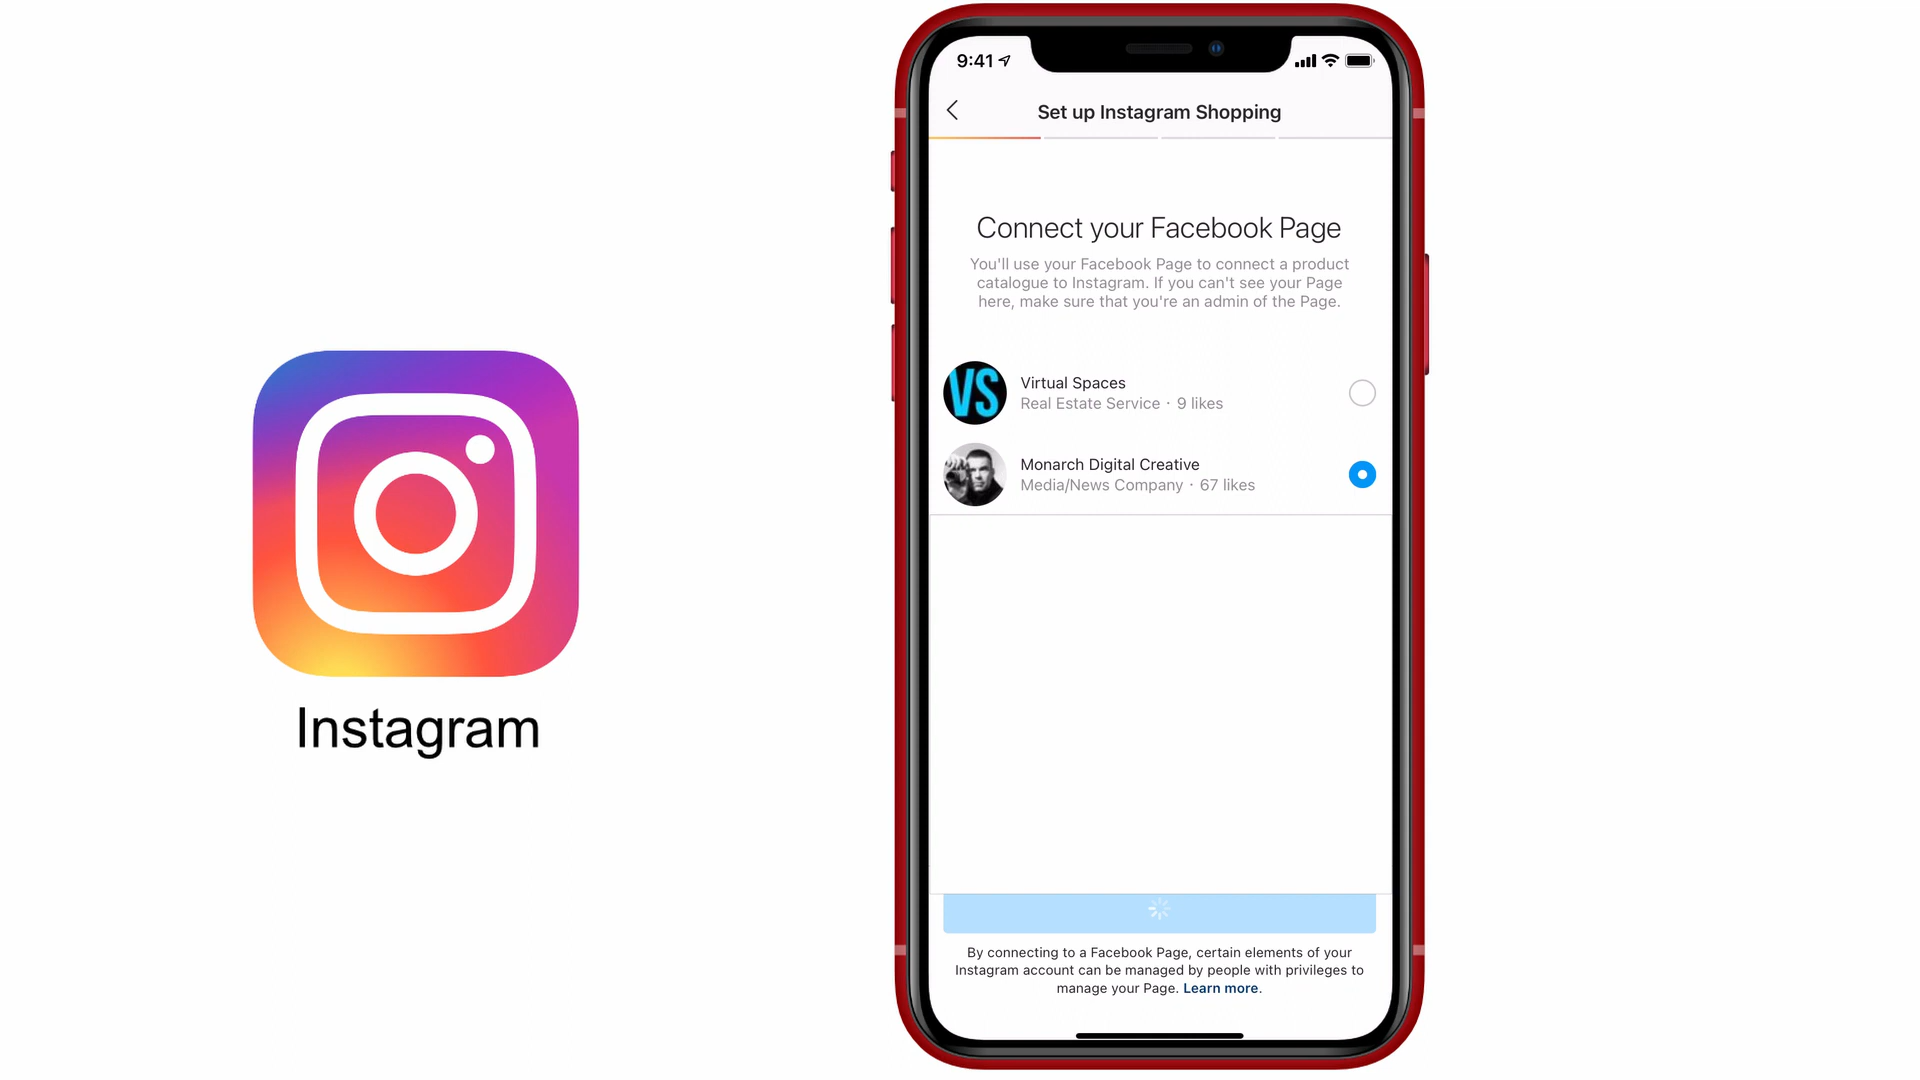 9:41
Set up Instagram Shopping
Connect your Facebook Page
You'll use your Facebook Page to connect a product
catalogue to Instagram. If you can't see your Page
here, make sure that you're an admin of the Page.
VS
Virtual Spaces
Real Estate Service · 9 likes
Monarch Digital Creative
Media/News Company · 67 likes
By connecting to a Facebook Page, certain elements of your
Instagram account can be managed by people with privileges to
manage your Page. Learn more.
Instagram